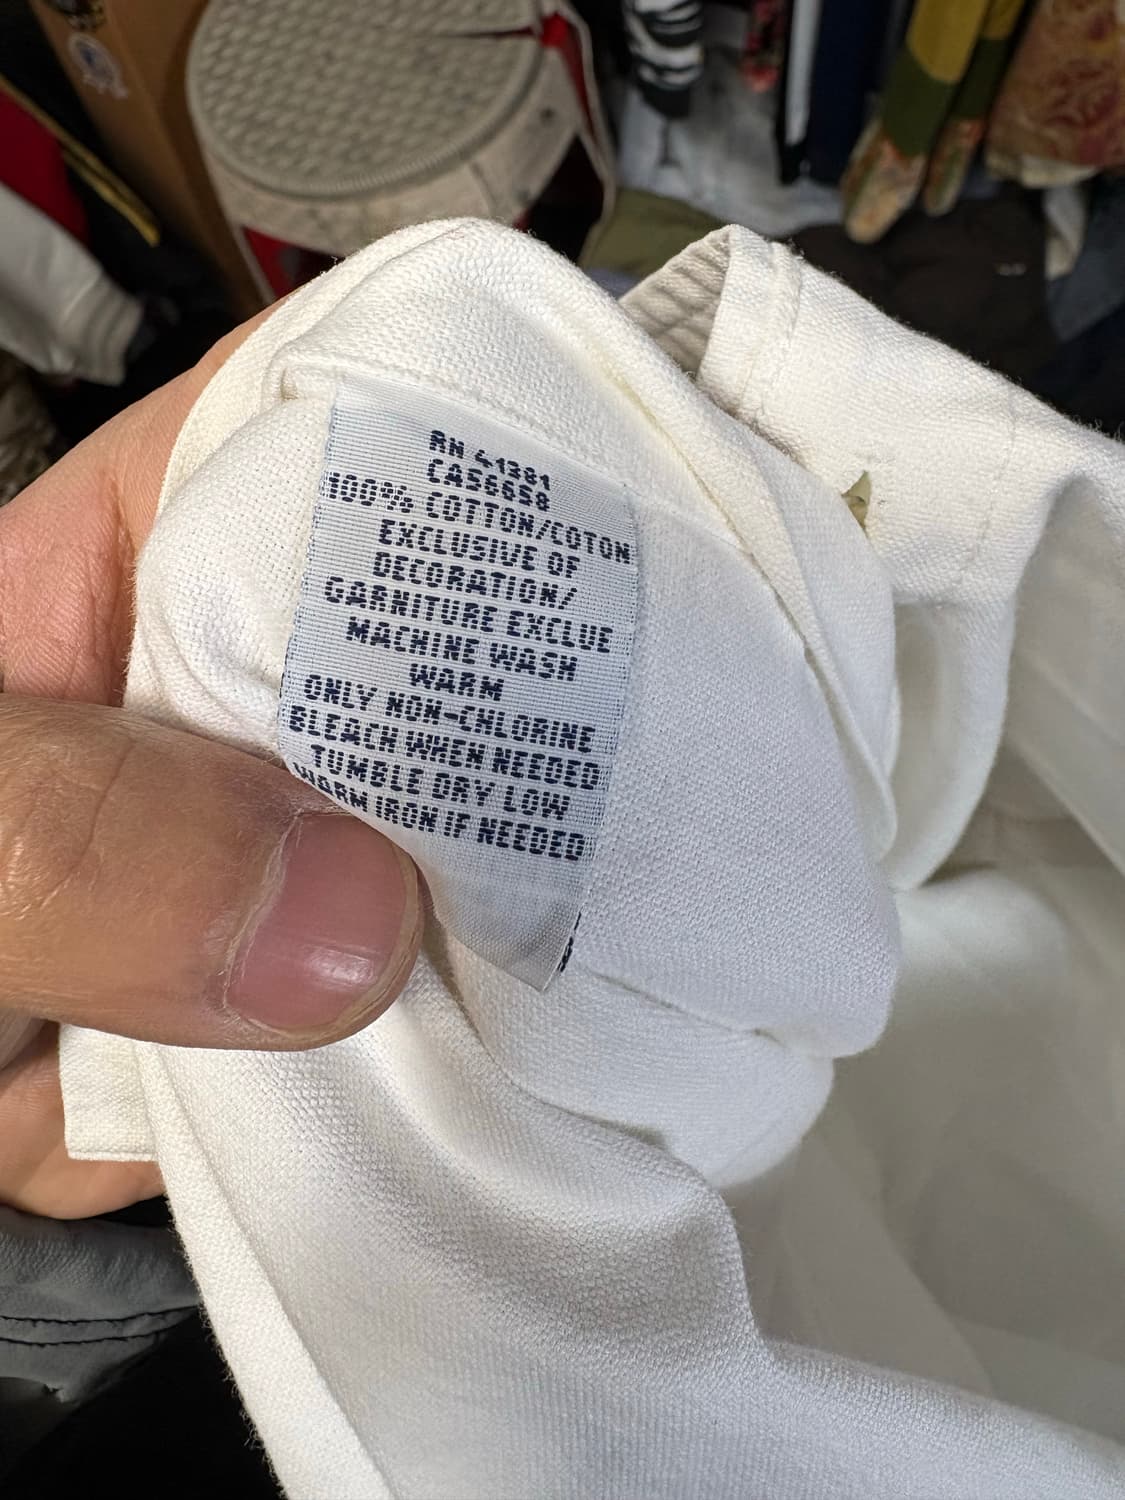 RN 41381
CA56658
100% COTTON/COTON
EXCLUSIVE OF
DECORATION/
GARNITURE EXCLUE
MACHINE WASH
WARM
ONLY NON-CHLORINE
BLEACH WHEN NEEDED
TUMBLE DRY LOW
WARM IRON IF NEEDED